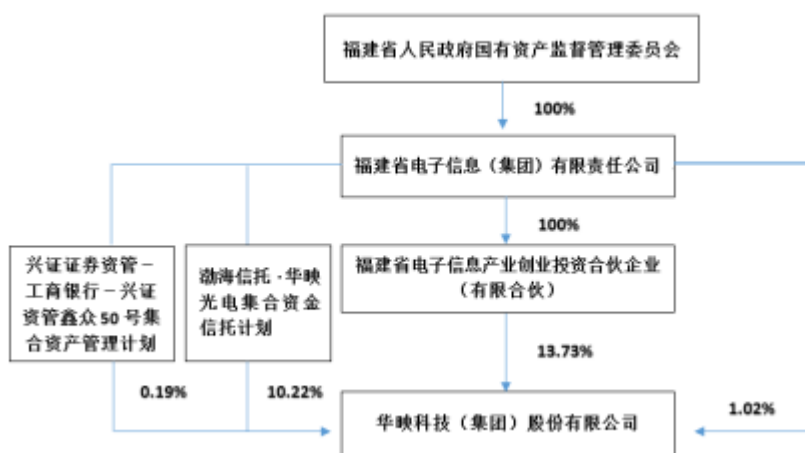 福建省人民政府国有资产监督管理委员会
100%
福建省电子信息（集团）有限责任公司
100%
兴证证券资管－
工商银行－兴证
资管鑫众50号集
合资产管理计划
渤海信托·华映
光电集合资金
信托计划
福建省电子信息产业创业投资合伙企业
（有限合伙）
13.73%
0.19%
10.22%
1.02%
华映科技（集团）股份有限公司